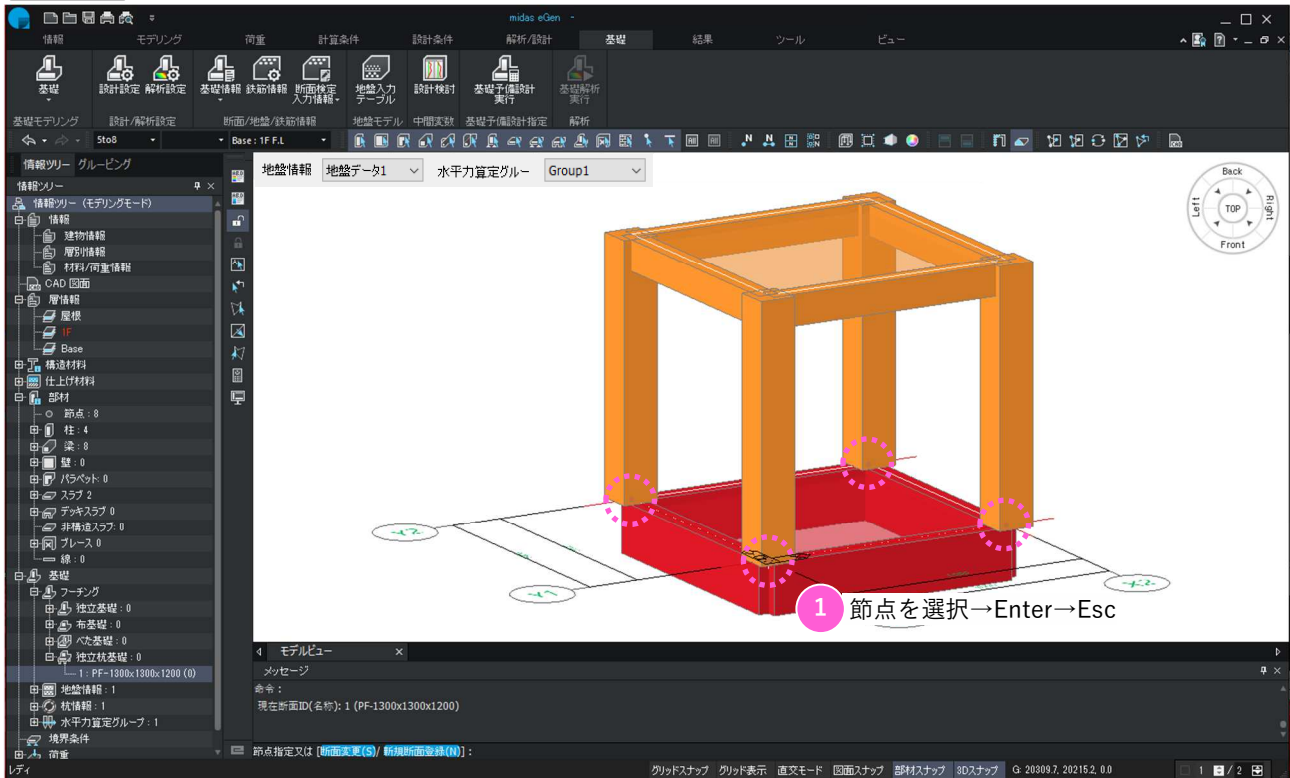 midas eGen -
情報 モデリング 荷重 計算条件 設計条件 解析/設計 基礎 結果 ツール ビュー
基礎 設計設定 解析設定 基礎情報 鉄筋情報 断面検定 入力情報 地盤入力 テーブル 設計検討 基礎予備設計 実行 基礎解析 実行
基礎モデリング 設計/解析設定 断面/地盤/鉄筋情報 地盤モデル 中間変数 基礎予備設計指定 解析
5to8 Base : 1F F.L
情報ツリー グルーピング
地盤情報 地盤データ1 水平力算定グルー Group1
情報ツリー
情報ツリー (モデリングモード)
情報
建物情報
層別情報
材料/荷重情報
CAD 図面
層情報
屋根
1F
Base
構造材料
仕上げ材料
部材
節点 : 8
柱 : 4
梁 : 8
壁 : 0
パラペット: 0
スラブ 2
デッキスラブ 0
非構造スラブ: 0
ブレース 0
線 : 0
基礎
フーチング
独立基礎 : 0
布基礎 : 0
べた基礎 : 0
独立杭基礎 : 0
1 : PF-1300x1300x1200 (0)
地盤情報 : 1
杭情報 : 1
水平力算定グループ : 1
境界条件
荷重
Back
Left TOP Right
Front
Y2
Y1
X2
1 節点を選択→Enter→Esc
モデルビュー ×
メッセージ
命令 :
現在断面ID(名称): 1 (PF-1300x1300x1200)
節点指定又は [断面変更(S)/ 新規断面登録(N)] :
レディ
グリッドスナップ グリッド表示 直交モード 図面スナップ 部材スナップ 3Dスナップ G: 20309.7, 20215.2, 0.0 1 / 2